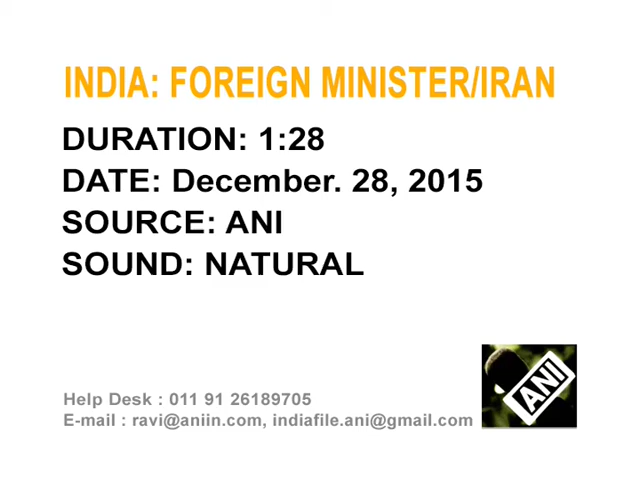 INDIA: FOREIGN MINISTER/IRAN
DURATION: 1:28
DATE: December. 28, 2015
SOURCE: ANI
SOUND: NATURAL
Help Desk : 011 91 26189705
E-mail : ravi@aniin.com, indiafile.ani@gmail.com
ANI